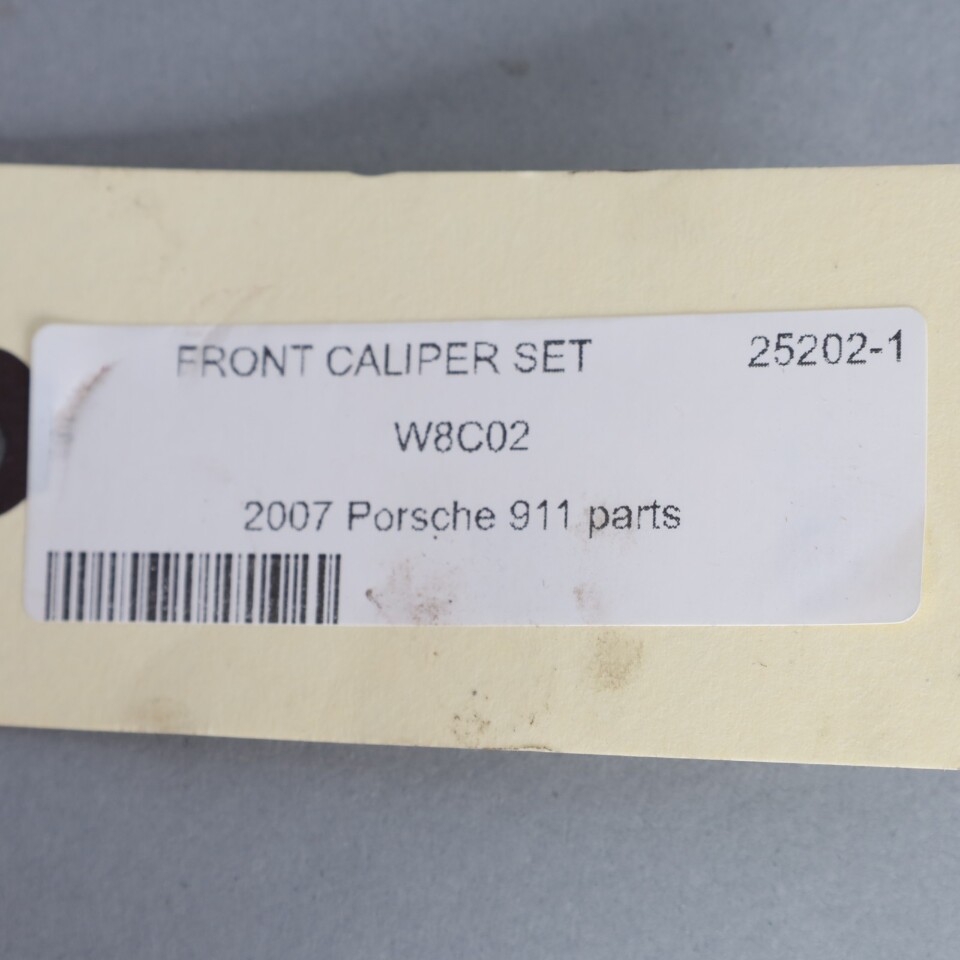 FRONT CALIPER SET 25202-1
W8C02
2007 Porsche 911 parts